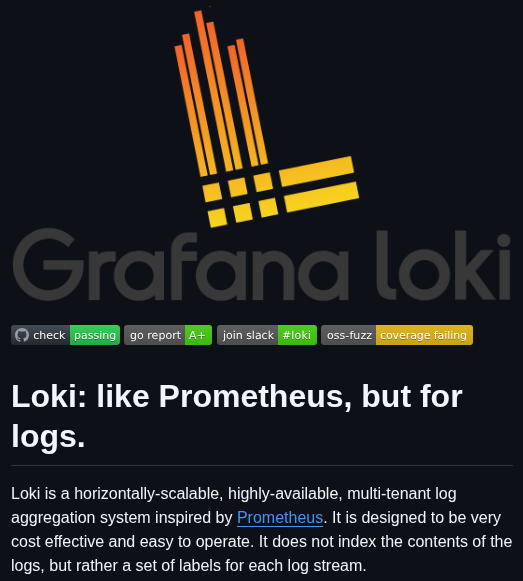 Grafana loki
check passing go report A+ join slack #loki oss-fuzz coverage failing
Loki: like Prometheus, but for
logs.
Loki is a horizontally-scalable, highly-available, multi-tenant log
aggregation system inspired by Prometheus. It is designed to be very
cost effective and easy to operate. It does not index the contents of the
logs, but rather a set of labels for each log stream.